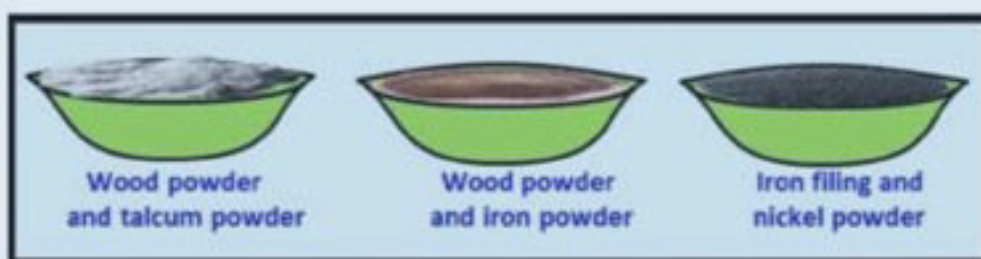 Wood powder
and talcum powder
Wood powder
and iron powder
Iron filing and
nickel powder